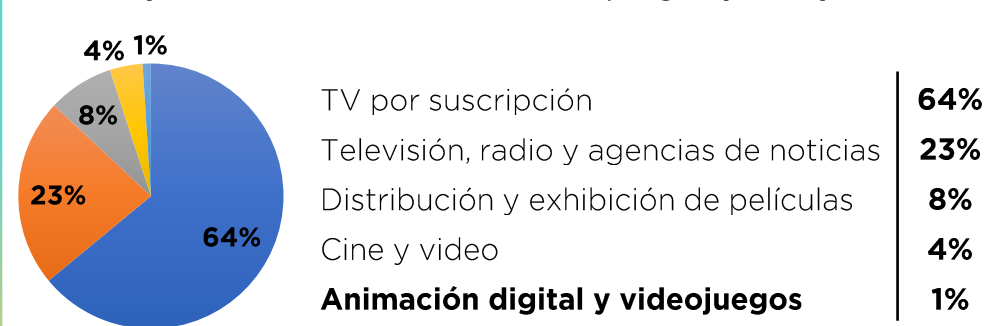 4% 1%
8%
23%
64%
TV por suscripción 64%
Televisión, radio y agencias de noticias 23%
Distribución y exhibición de películas 8%
Cine y video 4%
Animación digital y videojuegos 1%